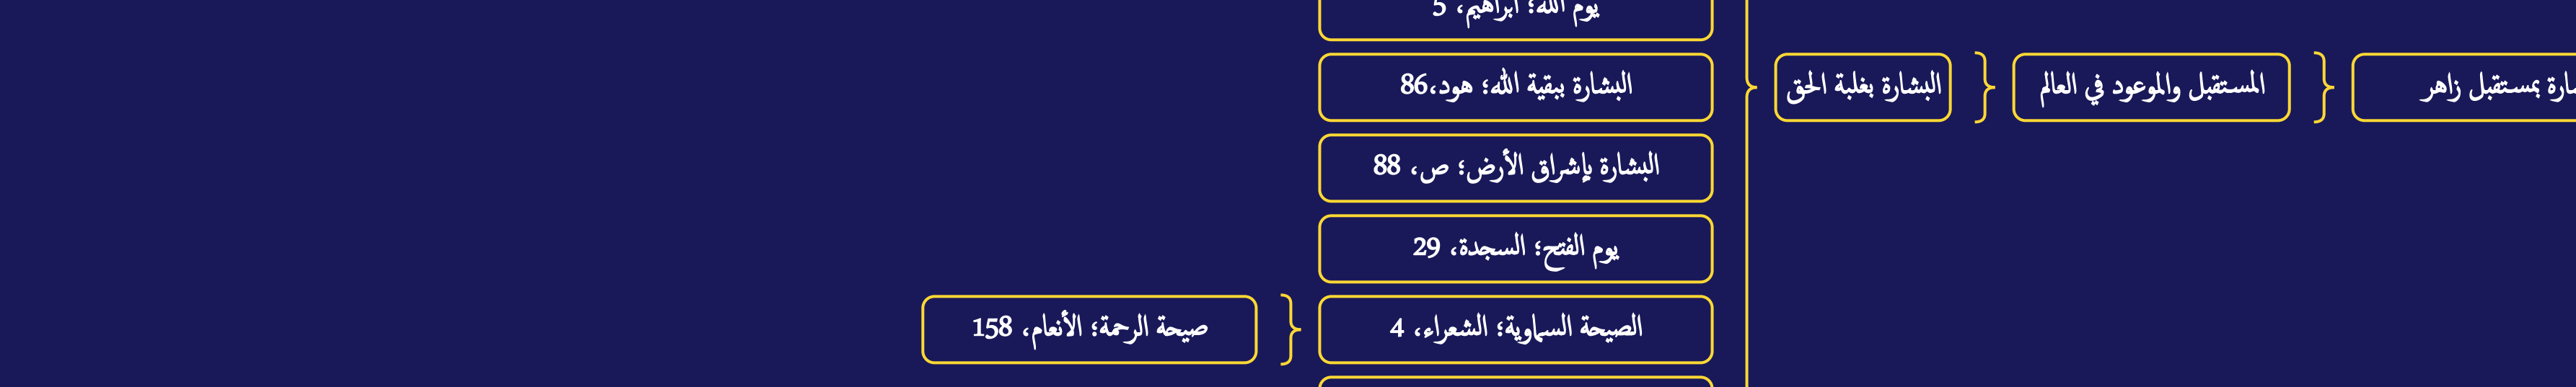 يوم الله؛ ابراهيم، 5
ارة بمستقبل زاهر
المستقبل والموعود في العالم
البشارة بغلبة الحق
البشارة ببقية الله؛ هود،86
البشارة بإشراق الأرض؛ ص، 88
يوم الفتح؛ السجدة، 29
الصيحة السماوية؛ الشعراء، 4
صيحة الرحمة؛ الأنعام، 158